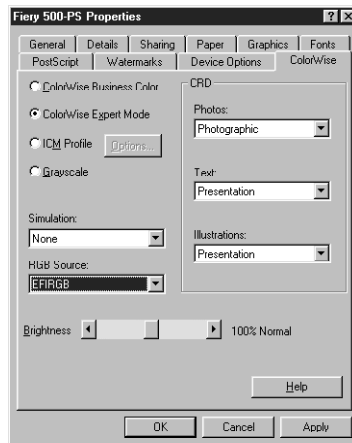 Fiery 500-PS Properties
General Details Sharing Paper Graphics Fonts
PostScript Watermarks Device Options ColorWise
ColorWise Business Color
ColorWise Expert Mode
ICM Profile Options...
Grayscale
Simulation:
None
RGB Source:
EFIRGB
CRD
Photos:
Photographic
Text:
Presentation
Illustrations:
Presentation
Brightness 100% Normal
Help
OK Cancel Apply